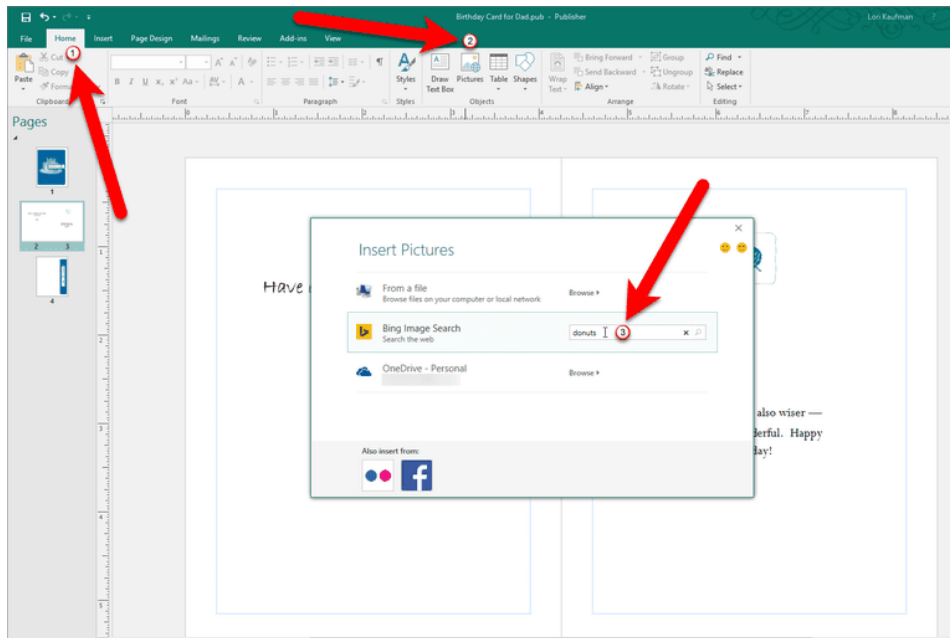 Birthday Card for Dad.pub - Publisher
Lori Kaufman
?
File Home Insert Page Design Mailings Review Add-ins View
1
2
Cut
Copy
Paste
Forma
Clipboard
B I U x₂ x² Aa A
Font
Paragraph
Styles
Styles
Draw
Text Box
Pictures
Table
Shapes
Objects
Wrap
Text
Bring Forward
Send Backward
Align
Group
Ungroup
Rotate
Arrange
Find
Replace
Select
Editing
Pages
1
2 3
4
Have
Insert Pictures
From a file
Browse files on your computer or local network
Browse
Bing Image Search
Search the web
donuts
3
OneDrive - Personal
Browse
Also insert from:
also wiser —
derful. Happy
day!